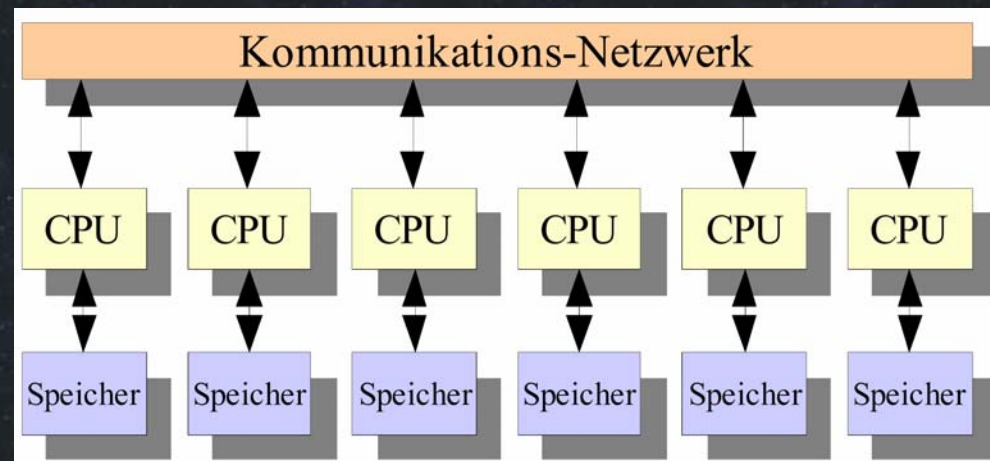 Kommunikations-Netzwerk
CPU CPU CPU CPU CPU CPU
Speicher Speicher Speicher Speicher Speicher Speicher